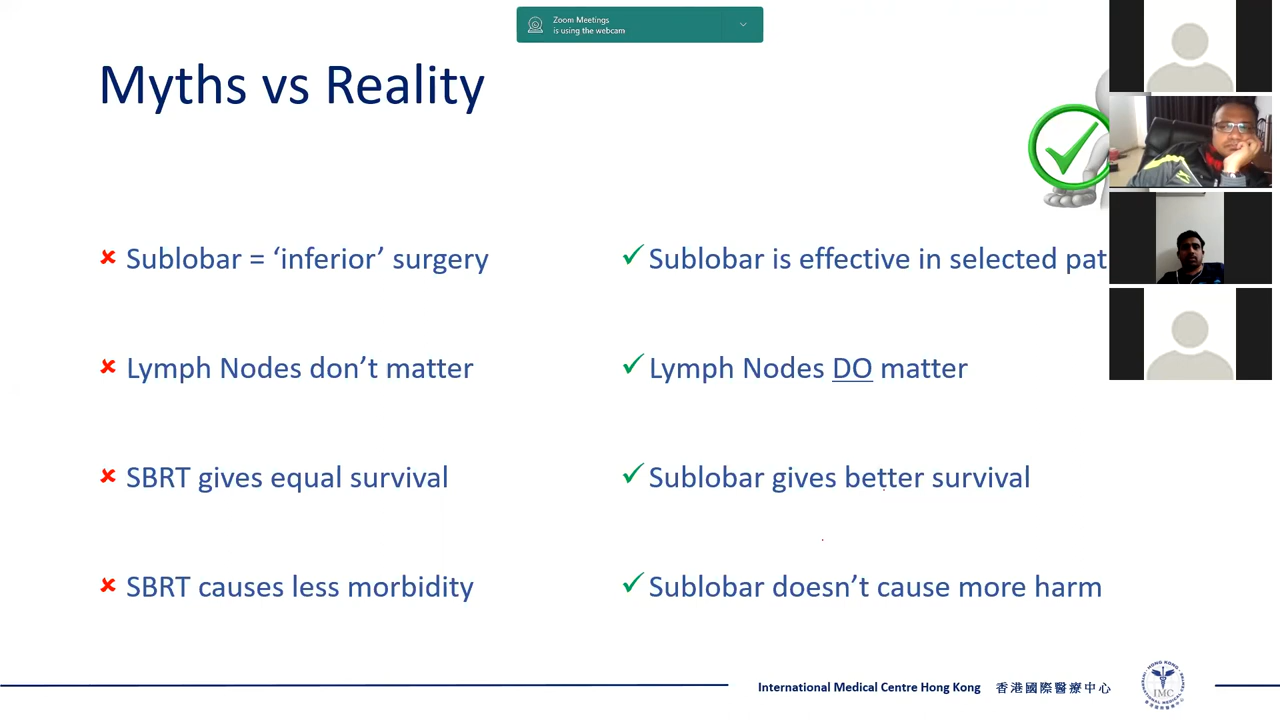 Zoom Meetings
is using the webcam
Myths vs Reality
✘ Sublobar = ‘inferior’ surgery
✓ Sublobar is effective in selected pat
✘ Lymph Nodes don’t matter
✓ Lymph Nodes DO matter
✘ SBRT gives equal survival
✓ Sublobar gives better survival
✘ SBRT causes less morbidity
✓ Sublobar doesn’t cause more harm
International Medical Centre Hong Kong 香港國際醫療中心
IMC